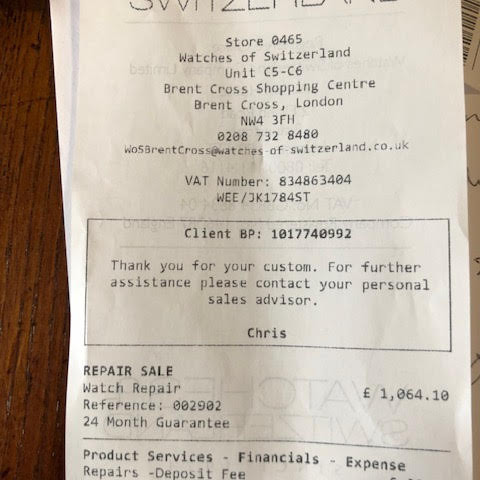 SWITZERLAND
Store 0465
Watches of Switzerland
Unit C5-C6
Brent Cross Shopping Centre
Brent Cross, London
NW4 3FH
0208 732 8480
WoSBrentCross@watches-of-switzerland.co.uk
VAT Number: 834863404
WEE/JK1784ST
Client BP: 1017740992
Thank you for your custom. For further
assistance please contact your personal
sales advisor.
Chris
REPAIR SALE
Watch Repair £ 1,064.10
Reference: 002902
24 Month Guarantee
Product Services - Financials - Expense
Repairs -Deposit Fee